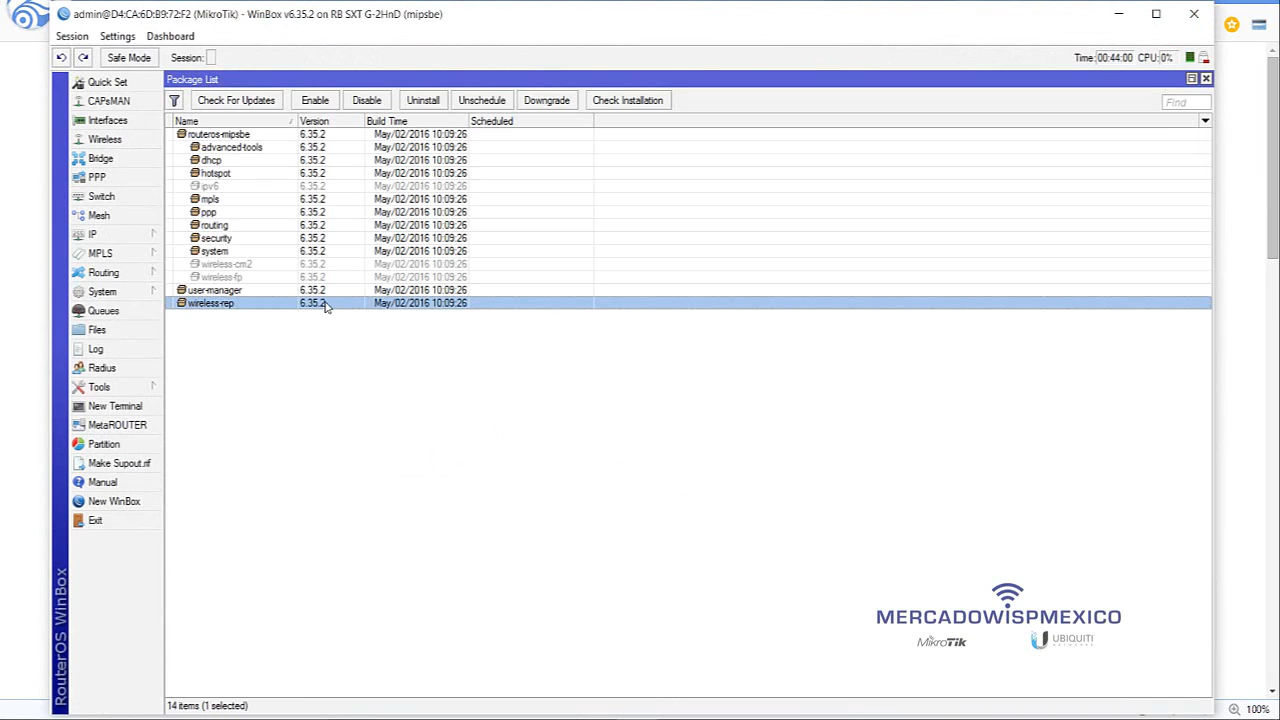 admin@D4:CA:6D:B9:72:F2 (MikroTik) - WinBox v6.35.2 on RB SXT G-2HnD (mipsbe)
Session Settings Dashboard
Safe Mode Session: Time: 00:44:00 CPU: 0%
Package List
Check For Updates Enable Disable Uninstall Unschedule Downgrade Check Installation Find
Name / Version Build Time Scheduled
routeros-mipsbe 6.35.2 May/02/2016 10:09:26
advanced-tools 6.35.2 May/02/2016 10:09:26
dhcp 6.35.2 May/02/2016 10:09:26
hotspot 6.35.2 May/02/2016 10:09:26
ipv6 6.35.2 May/02/2016 10:09:26
mpls 6.35.2 May/02/2016 10:09:26
ppp 6.35.2 May/02/2016 10:09:26
routing 6.35.2 May/02/2016 10:09:26
security 6.35.2 May/02/2016 10:09:26
system 6.35.2 May/02/2016 10:09:26
wireless-cm2 6.35.2 May/02/2016 10:09:26
wireless-fp 6.35.2 May/02/2016 10:09:26
user-manager 6.35.2 May/02/2016 10:09:26
wireless-rep 6.35.2 May/02/2016 10:09:26
Quick Set
CAPsMAN
Interfaces
Wireless
Bridge
PPP
Switch
Mesh
IP
MPLS
Routing
System
Queues
Files
Log
Radius
Tools
New Terminal
MetaROUTER
Partition
Make Supout.rif
Manual
New WinBox
Exit
RouterOS WinBox
MERCADOWISPMEXICO
MikroTik UBIQUITI
NETWORKS
14 items (1 selected)
100%